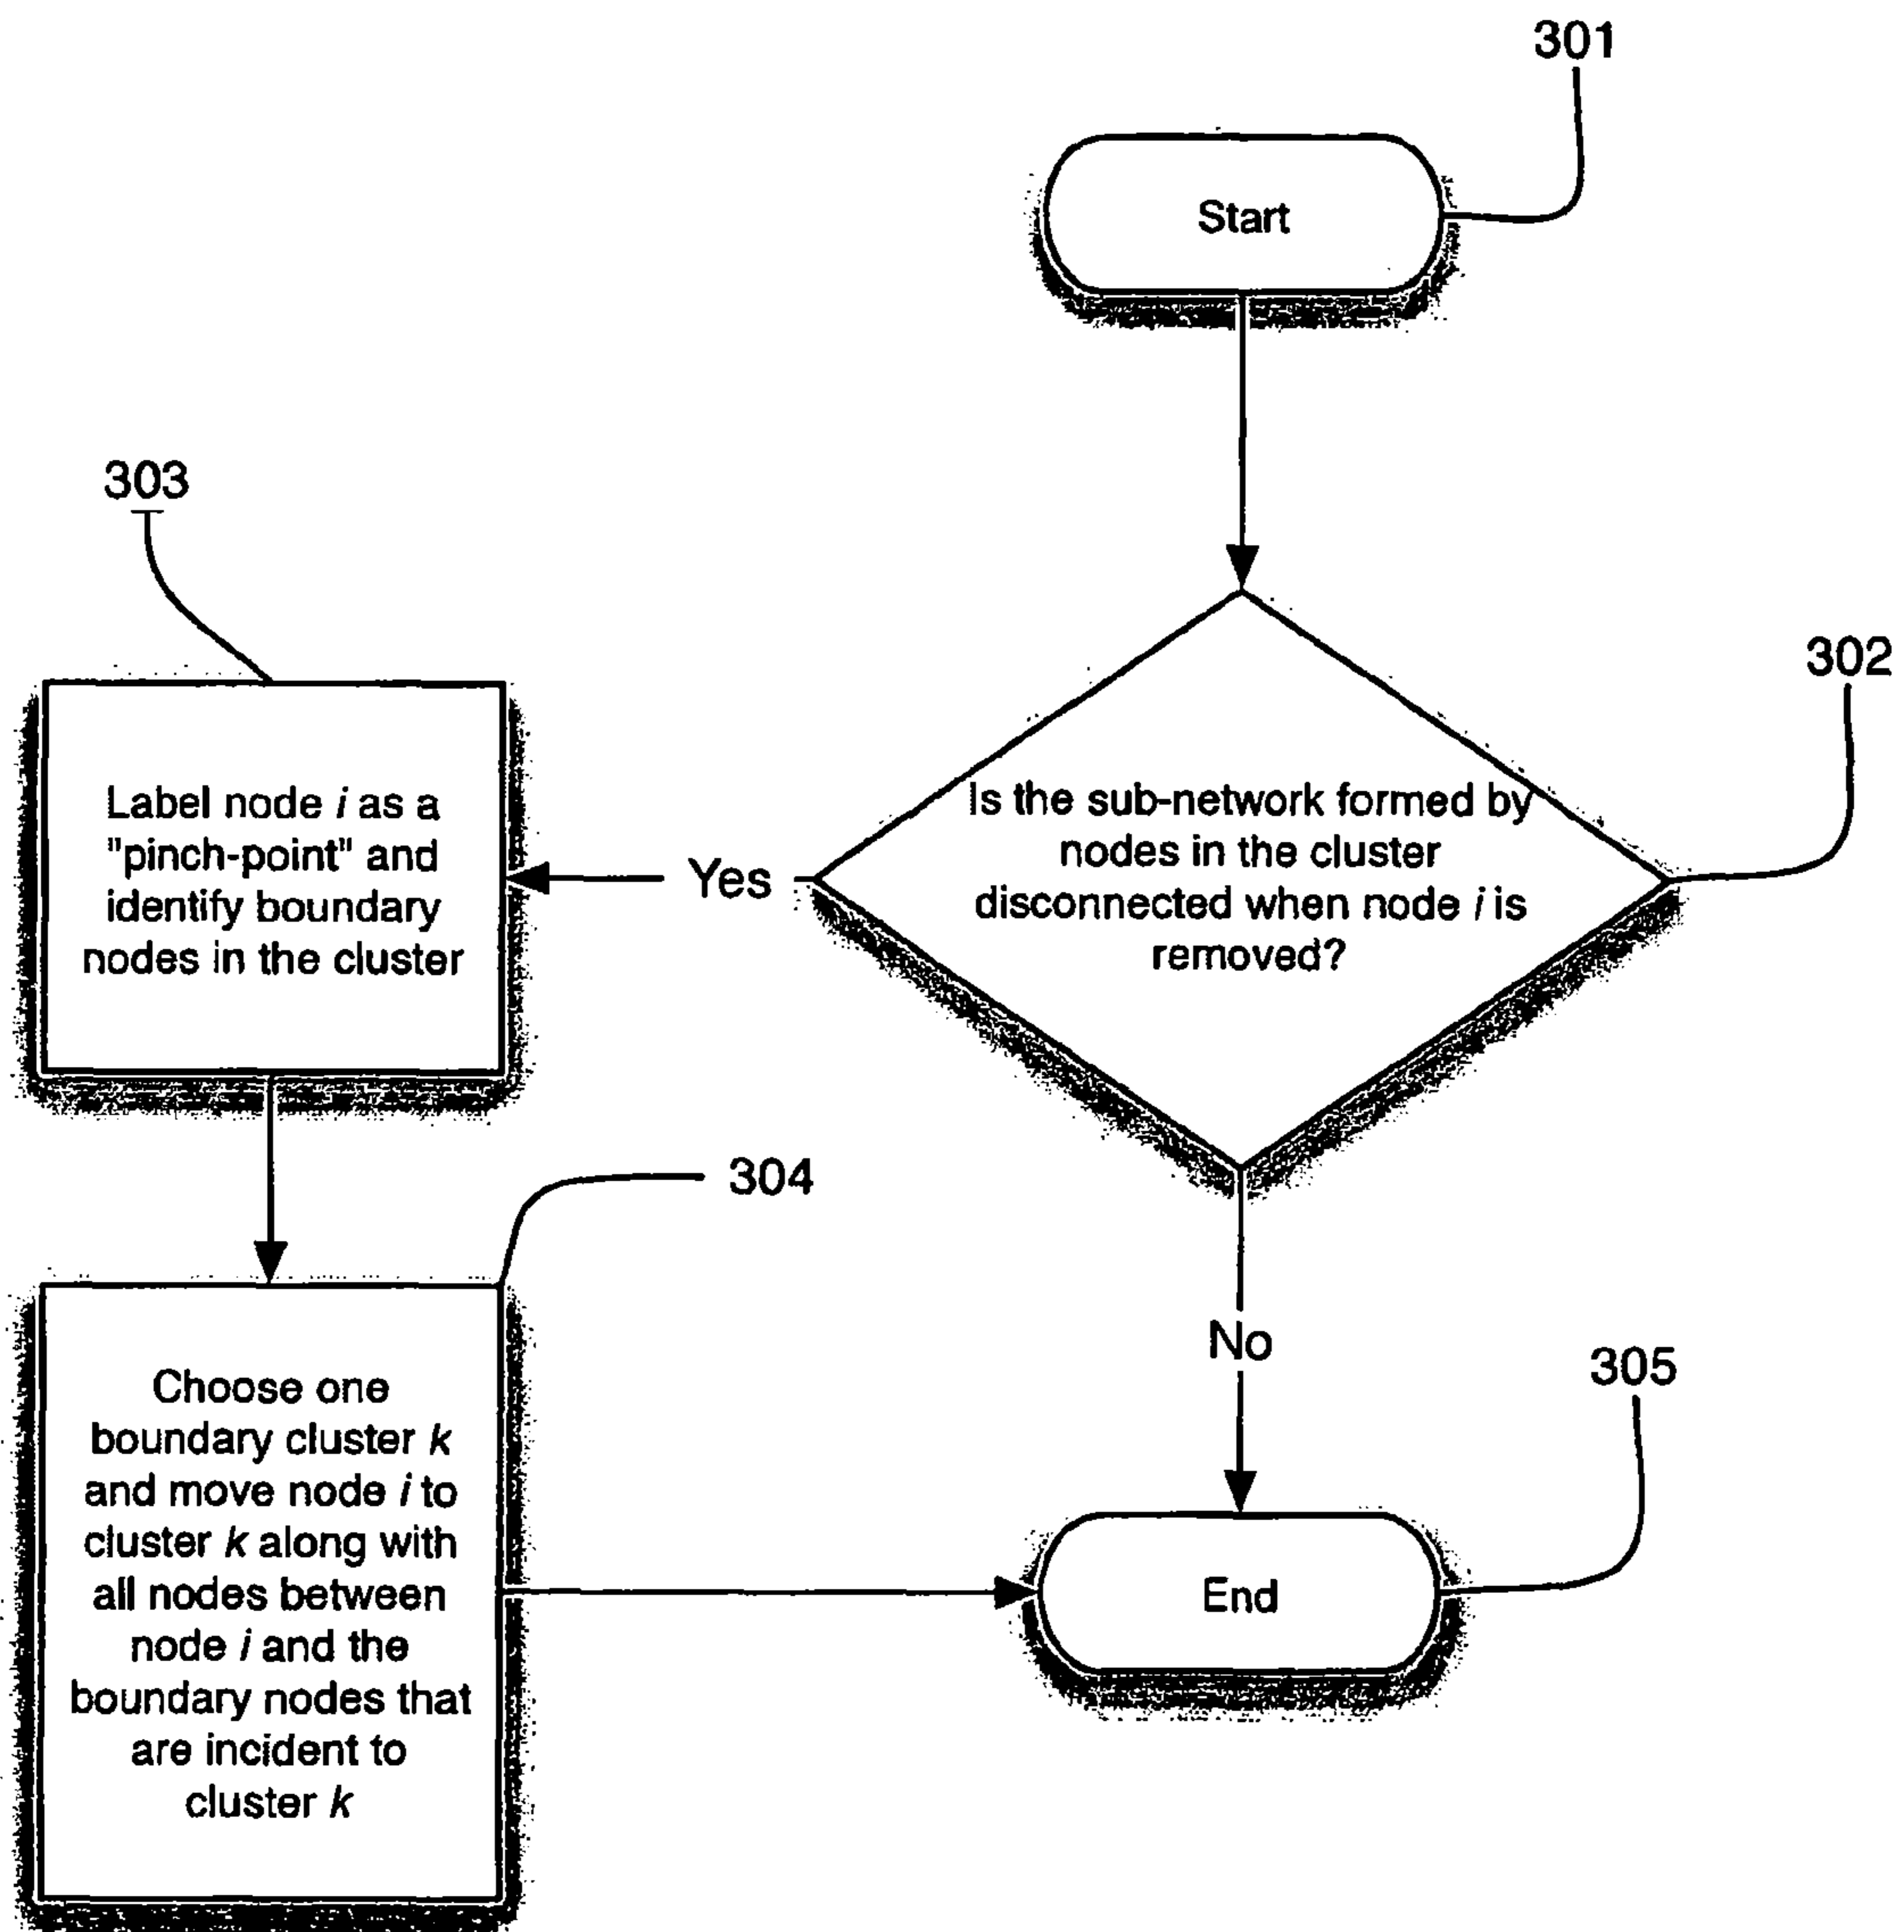 301
Start
303
302
Is the sub-network formed by
nodes in the cluster
disconnected when node i is
removed?
Yes
Label node i as a
"pinch-point" and
identify boundary
nodes in the cluster
304
No
305
Choose one
boundary cluster k
and move node i to
cluster k along with
all nodes between
node i and the
boundary nodes that
are incident to
cluster k
End